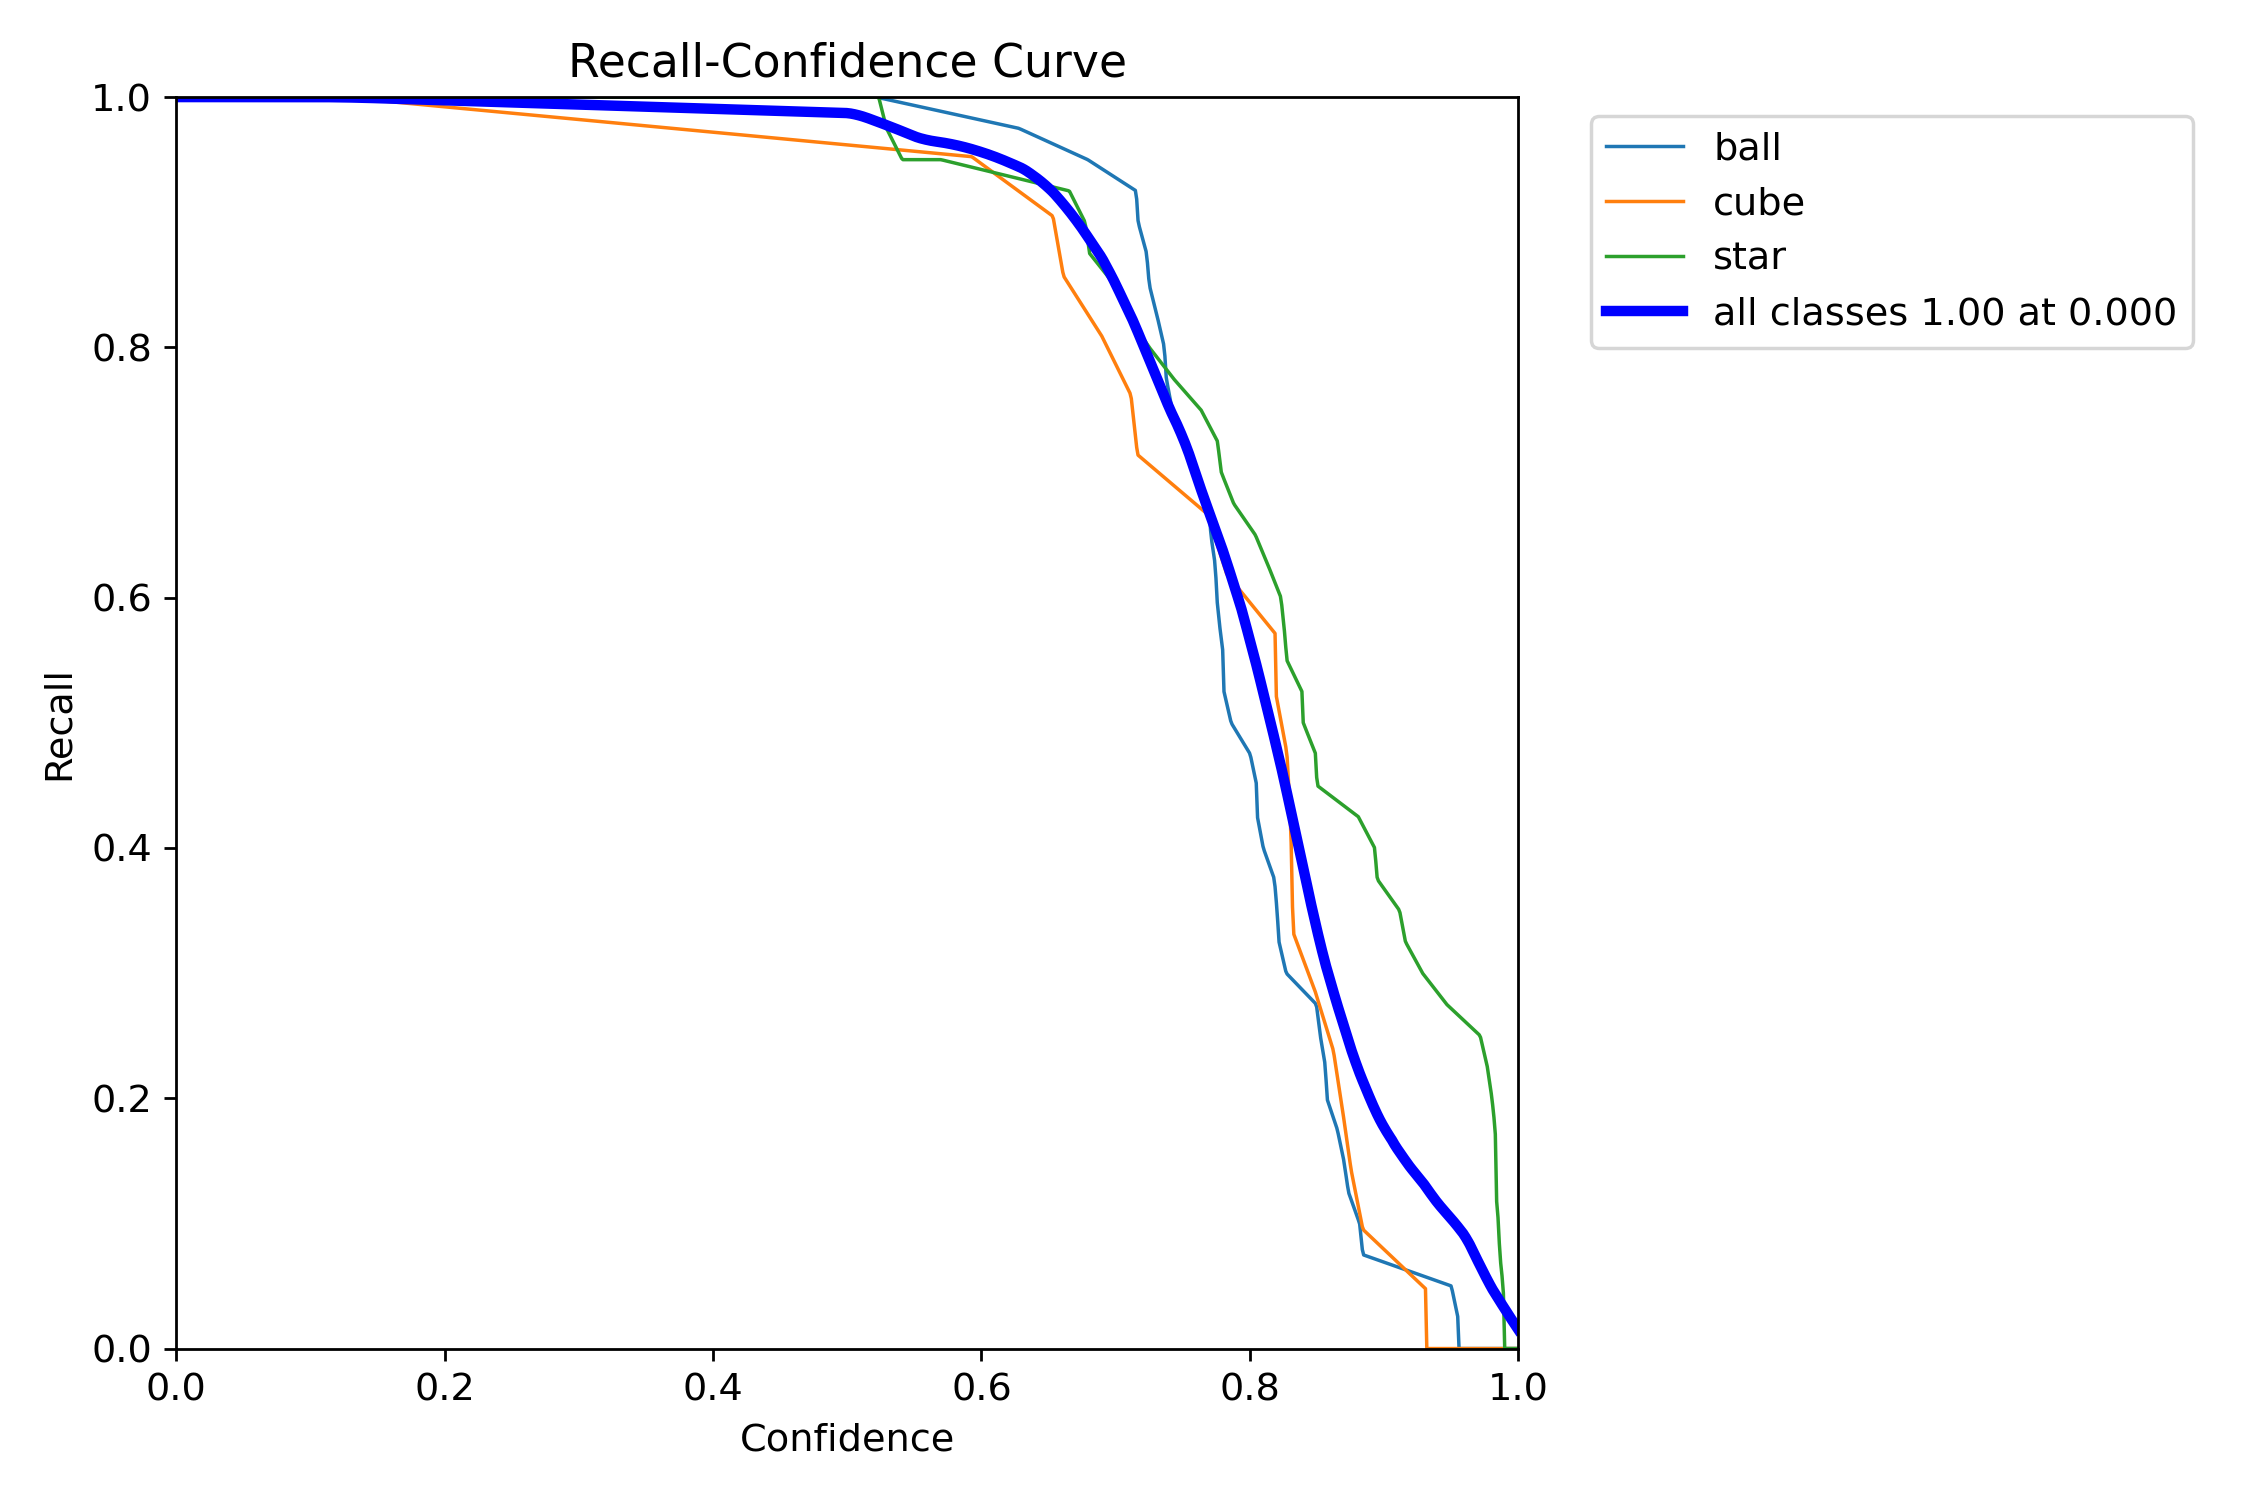 Recall-Confidence Curve
1.0
0.8
0.6
0.4
0.2
0.0
Recall
0.0 0.2 0.4 0.6 0.8 1.0
Confidence
ball
cube
star
all classes 1.00 at 0.000